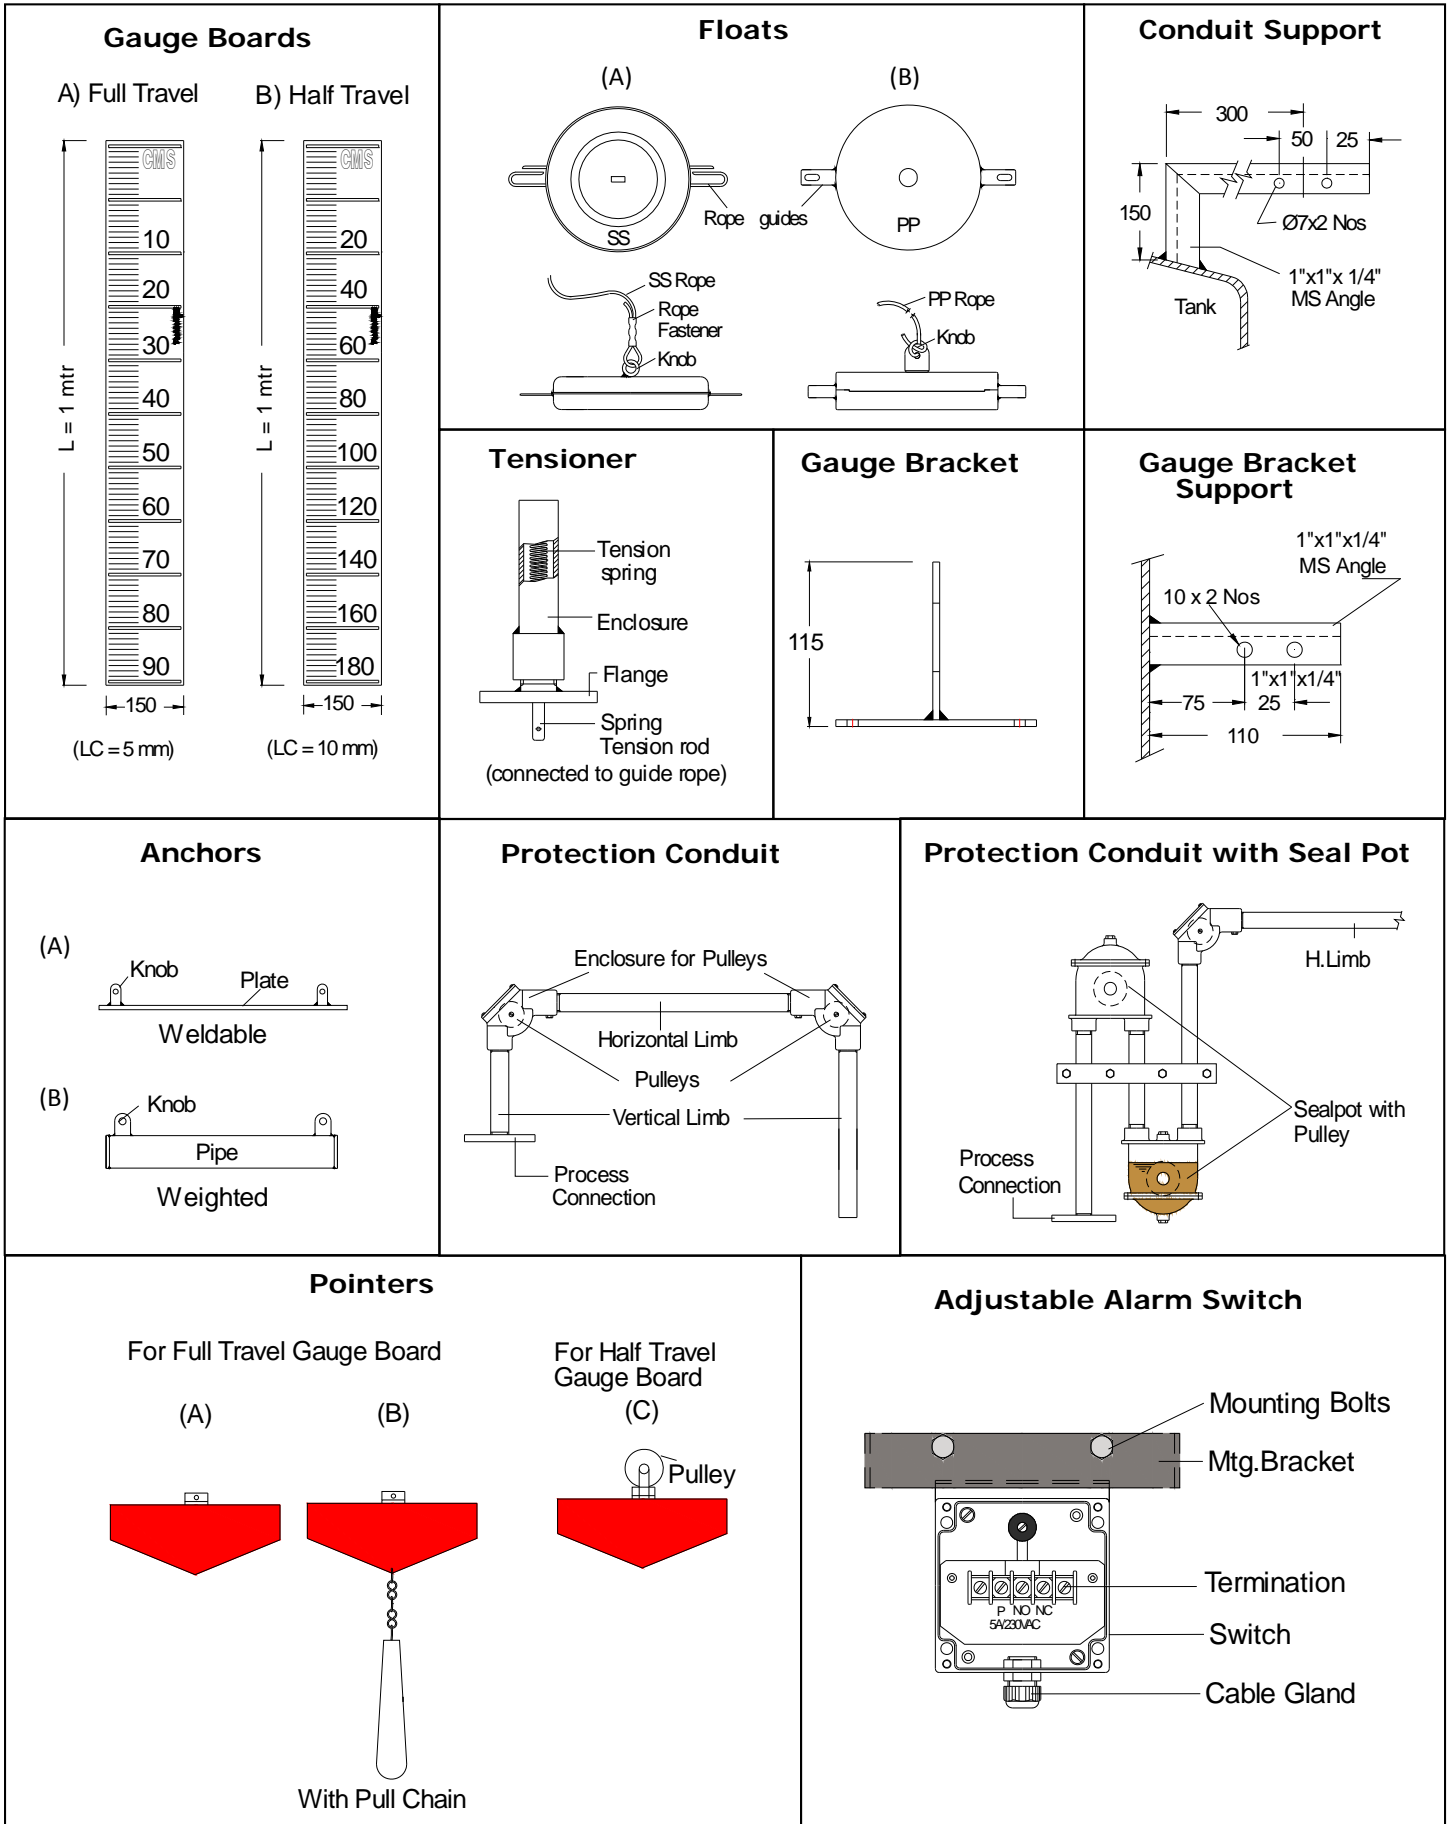 Gauge Boards
A) Full Travel
B) Half Travel
CMS
10
20
30
40
50
60
70
80
90
L = 1 mtr
150
(LC = 5 mm)
CMS
20
40
60
80
100
120
140
160
180
L = 1 mtr
150
(LC = 10 mm)
Floats
(A)
(B)
SS
Rope
guides
PP
SS Rope
Rope
Fastener
Knob
PP Rope
Knob
Conduit Support
300
50
25
150
Ø7x2 Nos
1"x1"x 1/4"
MS Angle
Tank
Tensioner
Tension
spring
Enclosure
Flange
Spring
Tension rod
(connected to guide rope)
Gauge Bracket
115
Gauge Bracket
Support
1"x1"x1/4"
MS Angle
10 x 2 Nos
1"x1"x1/4"
75
25
110
Anchors
(A)
Knob
Plate
Weldable
(B)
Knob
Pipe
Weighted
Protection Conduit
Enclosure for Pulleys
Horizontal Limb
Pulleys
Vertical Limb
Process
Connection
Protection Conduit with Seal Pot
H.Limb
Sealpot with
Pulley
Process
Connection
Pointers
For Full Travel Gauge Board
(A)
(B)
With Pull Chain
For Half Travel
Gauge Board
(C)
Pulley
Adjustable Alarm Switch
Mounting Bolts
Mtg.Bracket
Termination
P NO NC
5A/230VAC
Switch
Cable Gland